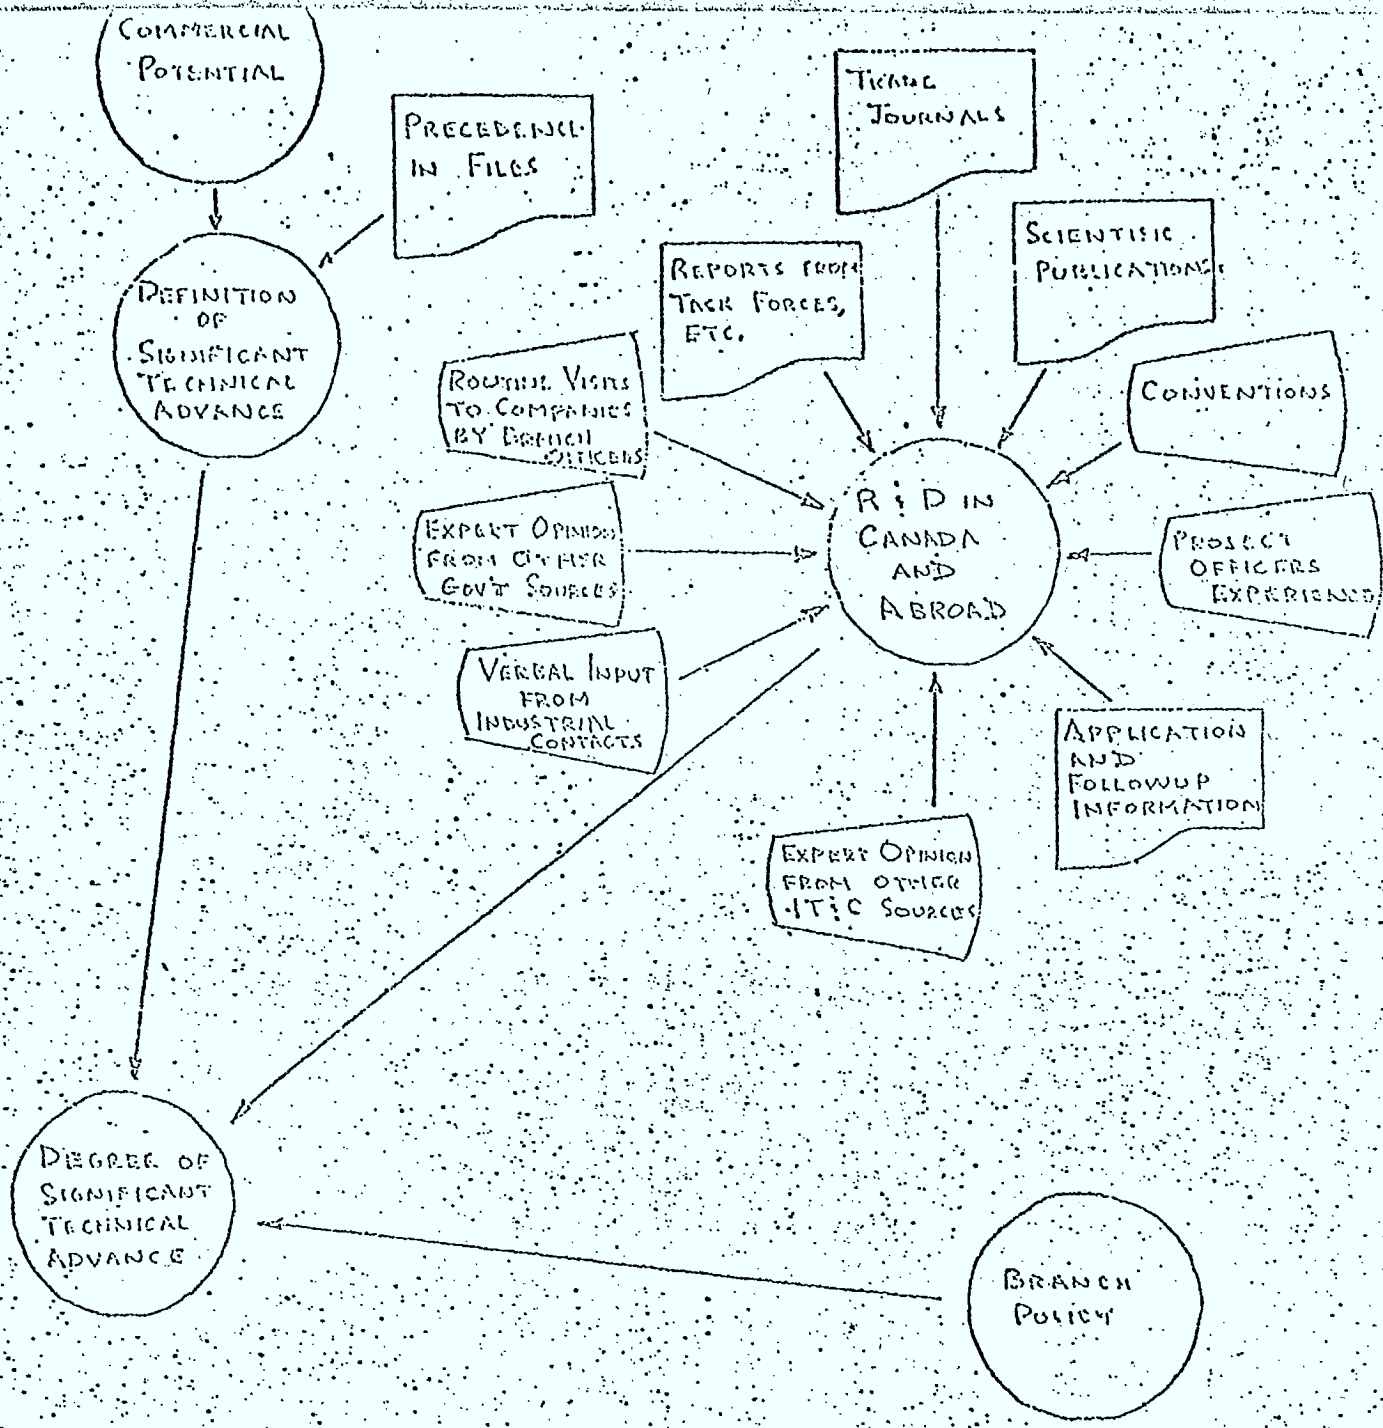 COMMERCIAL
POTENTIAL
PRECEDENCE
IN FILES
TRADE
JOURNALS
SCIENTIFIC
PUBLICATIONS
REPORTS FROM
TASK FORCES,
ETC.
DEFINITION
OF
SIGNIFICANT
TECHNICAL
ADVANCE
ROUTINE VISITS
TO COMPANIES
BY BRANCH
OFFICERS
CONVENTIONS
EXPERT OPINION
FROM OTHER
GOV'T SOURCES
R & D IN
CANADA
AND
ABROAD
PROJECT
OFFICERS
EXPERIENCE
VERBAL INPUT
FROM
INDUSTRIAL
CONTACTS
APPLICATION
AND
FOLLOWUP
INFORMATION
EXPERT OPINION
FROM OTHER
IT&C SOURCES
DEGREE OF
SIGNIFICANT
TECHNICAL
ADVANCE
BRANCH
POLICY